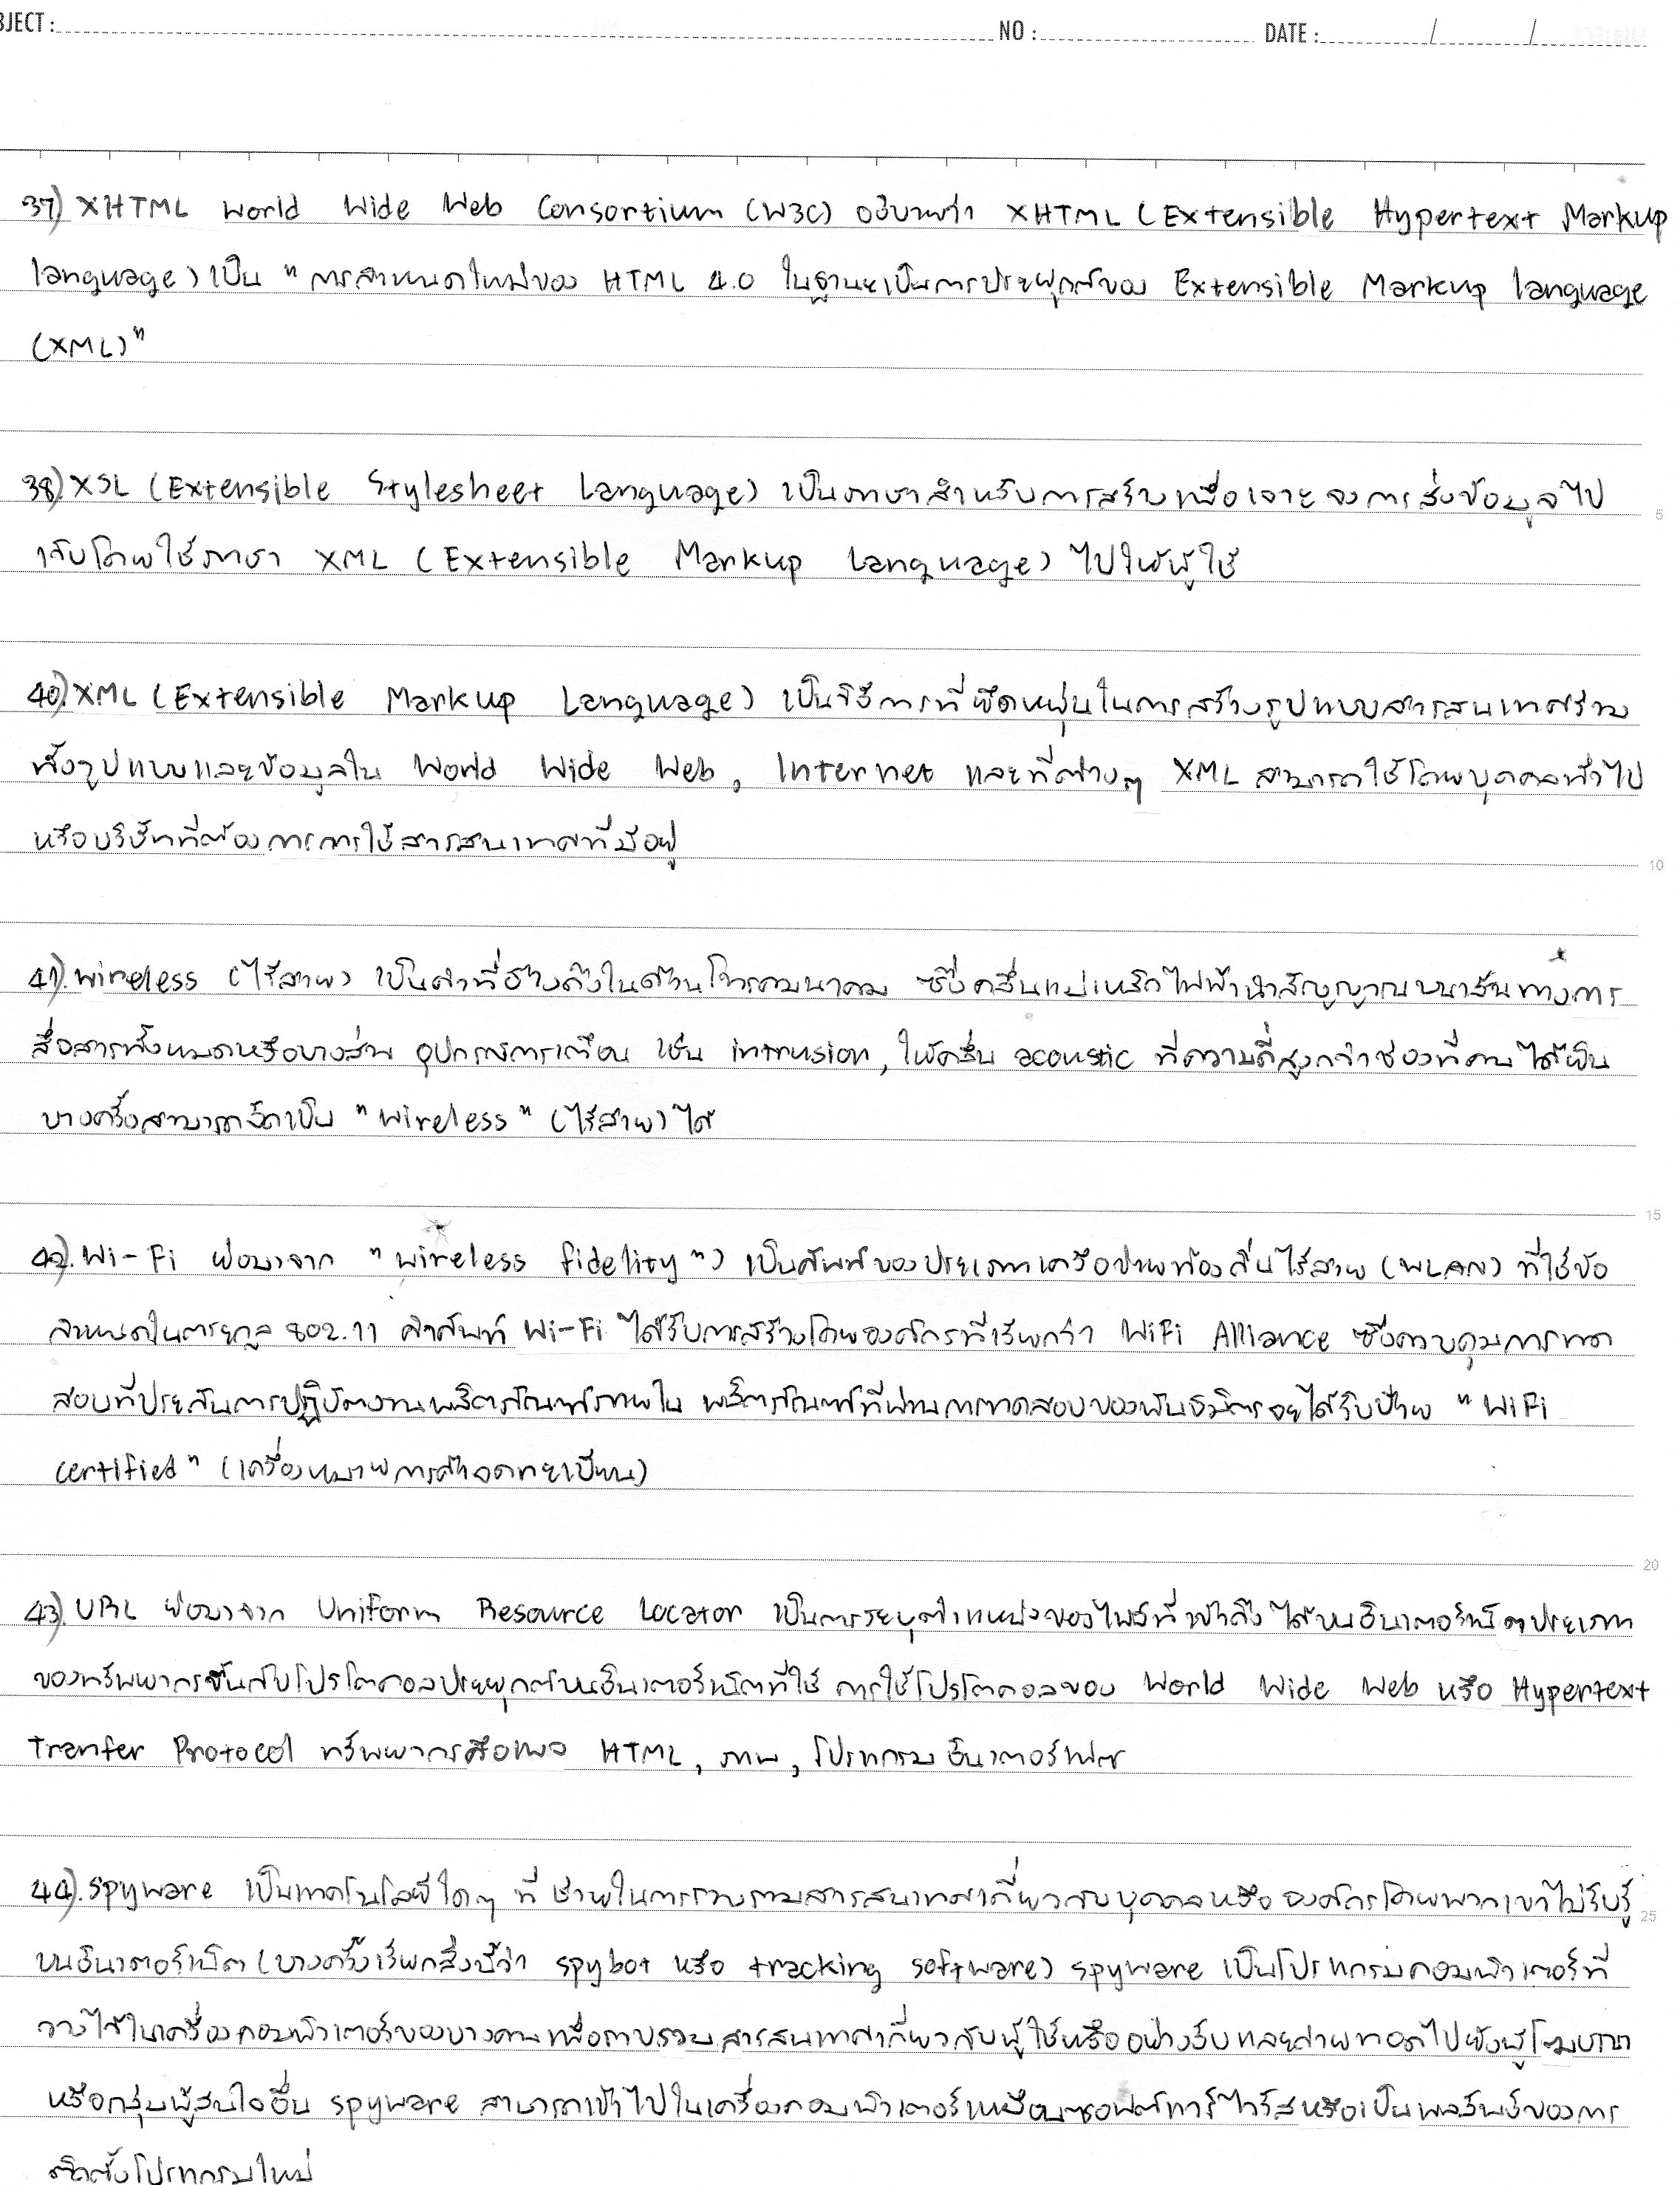 BJECT : NO : DATE : / /
37) XHTML World Wide Web Consortium (W3C) อธิบายว่า XHTML (Extensible Hypertext Markup
language) เป็น "การกำหนดใหม่ของ HTML 4.0 ในฐานะเป็นการประยุกต์ของ Extensible Markup language
(XML)"
38) XSL (Extensible Stylesheet Language) เป็นภาษาสำหรับการสร้างเพื่อเจาะจงการส่งข้อมูลไป
เว็บโดยใช้ภาษา XML (Extensible Markup Language) ไปให้ผู้ใช้
5
40).XML (Extensible Markup Language) เป็นวิธีการที่ยืดหยุ่นในการสร้างรูปแบบสารสนเทศร่วม
ทั้งรูปแบบและข้อมูลใน World Wide Web, Internet และที่ต่างๆ XML สามารถใช้โดยบุคคลทั่วไป
หรือบริษัทที่ต้องการการใช้สารสนเทศที่มีอยู่
10
41).wireless (ไร้สาย) เป็นคำที่อ้างถึงในด้านโทรคมนาคม ซึ่งคลื่นแม่เหล็กไฟฟ้านำสัญญาณบนเส้นทางการ
สื่อสารทั้งหมดหรือบางส่วน อุปกรณ์การเตือน เช่น intrusion, ใช้คลื่น acoustic ที่ความถี่สูงกว่าช่องที่คนได้ยิน
บางครั้งสามารถจัดเป็น "wireless" (ไร้สาย) ได้
15
42).Wi-Fi ย่อมาจาก "wireless fidelity") เป็นศัพท์ของประเภทเครือข่ายท้องถิ่นไร้สาย (WLAN) ที่ใช้ข้อ
กำหนดในตระกูล 802.11 คำศัพท์ Wi-Fi ได้รับการสร้างโดยองค์กรที่เรียกว่า WiFi Alliance ซึ่งควบคุมการทด
สอบที่ประกันการปฏิบัติงานผลิตภัณฑ์ภายใน ผลิตภัณฑ์ที่ผ่านการทดสอบของพันธมิตรจะได้รับป้าย "WiFi
certified" (เครื่องหมายการค้าจดทะเบียน)
20
43).URL ย่อมาจาก Uniform Resource Locator เป็นการระบุตำแหน่งของไฟล์ที่เข้าถึงได้บนอินเตอร์เน็ตประเภท
ของทรัพยากรขึ้นกับโปรโตคอลประยุกต์บนอินเตอร์เน็ตที่ใช้ การใช้โปรโตคอลของ World Wide Web หรือ Hypertext
Tranfer Protocol ทรัพยากรคือเพจ HTML, ภาพ, โปรแกรมอินเตอร์เฟซ
44).spyware เป็นเทคโนโลยีใดๆ ที่ ช่วยในการรวบรวมสารสนเทศเกี่ยวกับบุคคลหรือ องค์กรโดยพวกเขาไม่รับรู้
25
บนอินเตอร์เน็ต (บางครั้งเรียกสิ่งนี้ว่า spybot หรือ tracking software) spyware เป็นโปรแกรมคอมพิวเตอร์ที่
วางไว้ในเครื่องคอมพิวเตอร์ของบางคนเพื่อรวบรวม สารสนเทศเกี่ยวกับผู้ใช้หรืออย่างลับและถ่ายทอดไปยังผู้โฆษณา
หรือกลุ่มผู้สนใจอื่น spyware สามารถเข้าไปในเครื่องคอมพิวเตอร์เหมือนซอฟต์แวร์ไวรัสหรือเป็นผลลัพธ์ของการ
ติดตั้งโปรแกรมใหม่